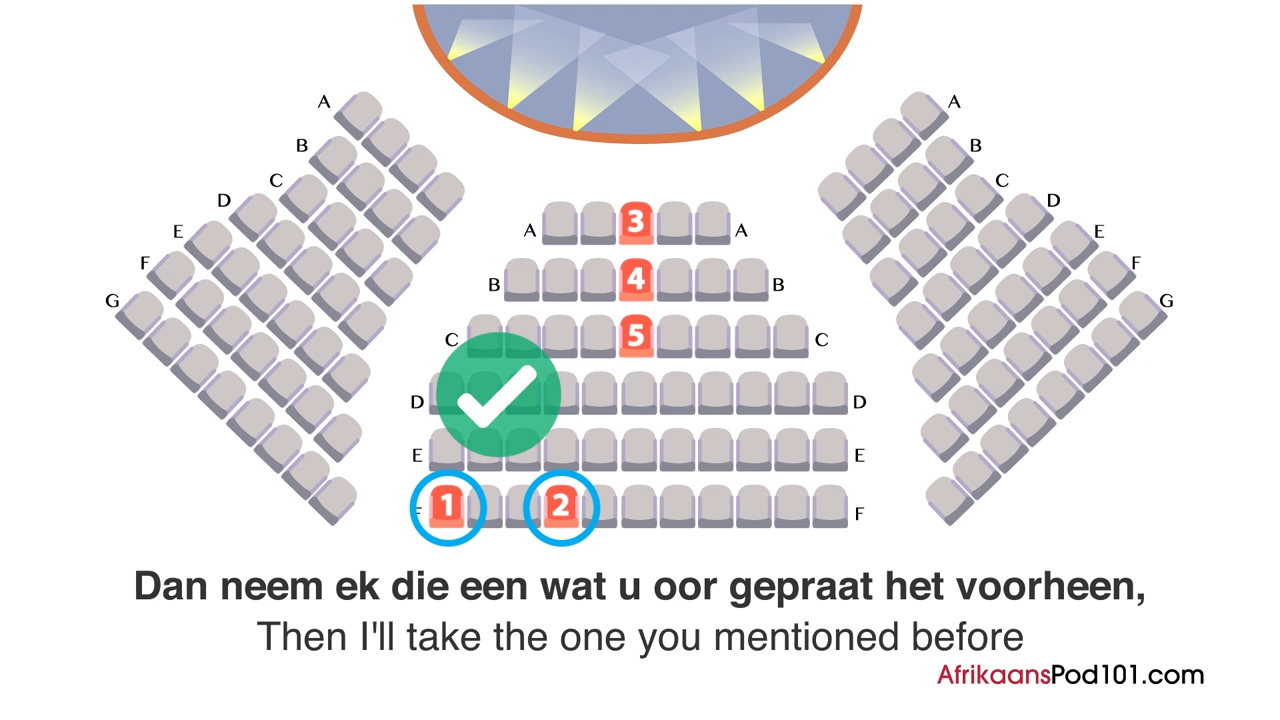 A
B
C
D
E
F
G
A
B
C
D
E
F
G
A 3 A
B 4 B
C 5 C
D D
E E
F 1 2 F
Dan neem ek die een wat u oor gepraat het voorheen,
Then I'll take the one you mentioned before
AfrikaansPod101.com